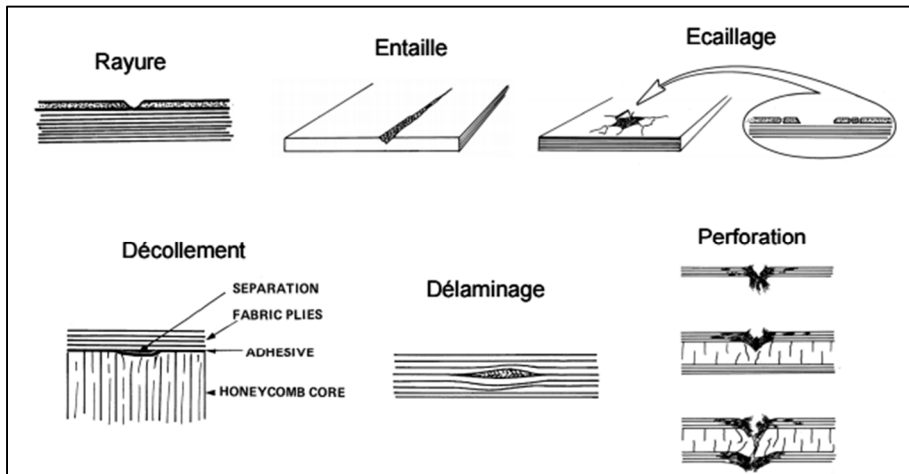 Rayure
Entaille
Ecaillage
Décollement
SEPARATION
FABRIC PLIES
ADHESIVE
HONEYCOMB CORE
Délaminage
Perforation